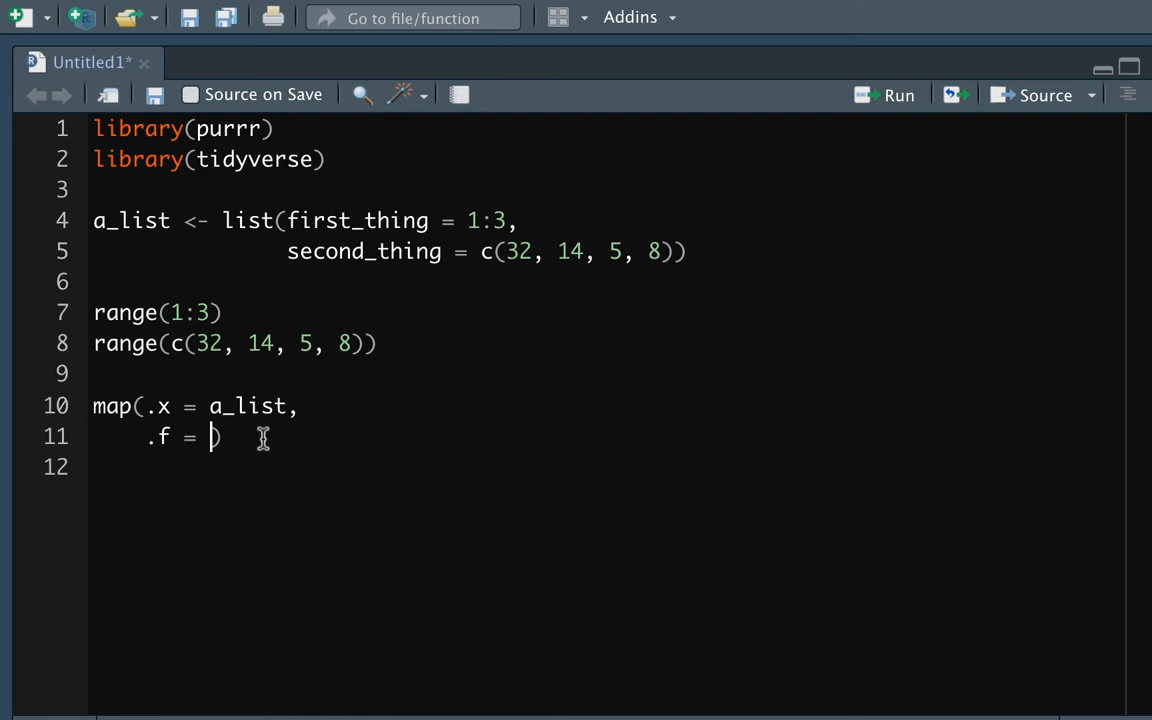 Go to file/function
Addins
Untitled1*
Source on Save
Run
Source
1 library(purrr)
2 library(tidyverse)
3
4 a_list <- list(first_thing = 1:3,
5 second_thing = c(32, 14, 5, 8))
6
7 range(1:3)
8 range(c(32, 14, 5, 8))
9
10 map(.x = a_list,
11 .f = )
12